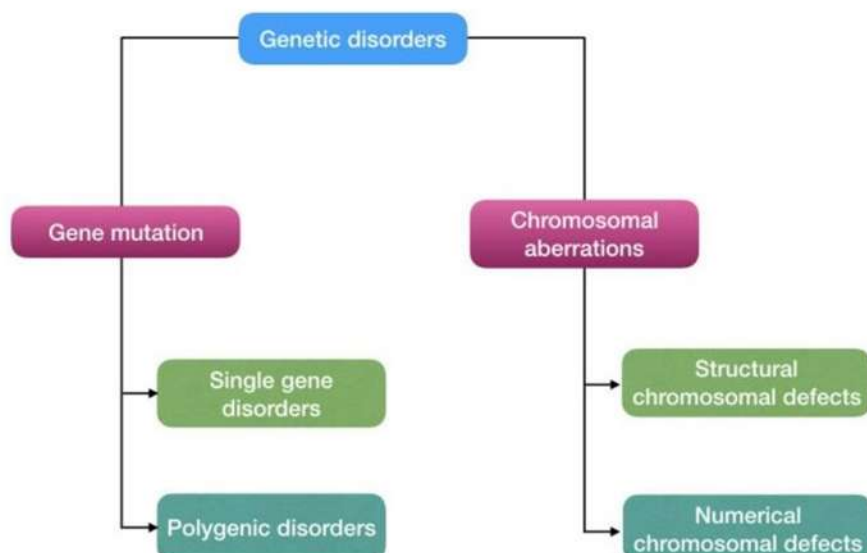 Genetic disorders
Gene mutation
Chromosomal
aberrations
Single gene
disorders
Structural
chromosomal defects
Polygenic disorders
Numerical
chromosomal defects